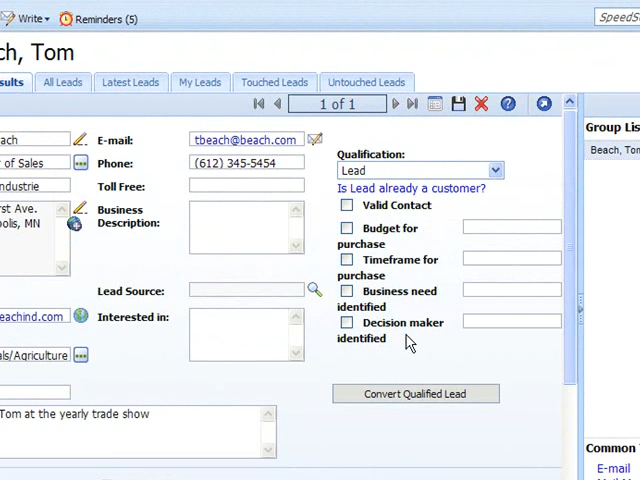 Write Reminders (5) SpeedSe
ch, Tom
sults All Leads Latest Leads My Leads Touched Leads Untouched Leads
1 of 1
Group Lis
Beach, Tom
each E-mail: tbeach@beach.com
Qualification:
r of Sales Phone: (612) 345-5454
Lead
industrie Toll Free:
Is Lead already a customer?
rst Ave. Business
polis, MN Description:
Valid Contact
Budget for
purchase
Timeframe for
purchase
Lead Source:
Business need
identified
eachind.com Interested in:
Decision maker
identified
als/Agriculture
Convert Qualified Lead
Tom at the yearly trade show
Common T
E-mail